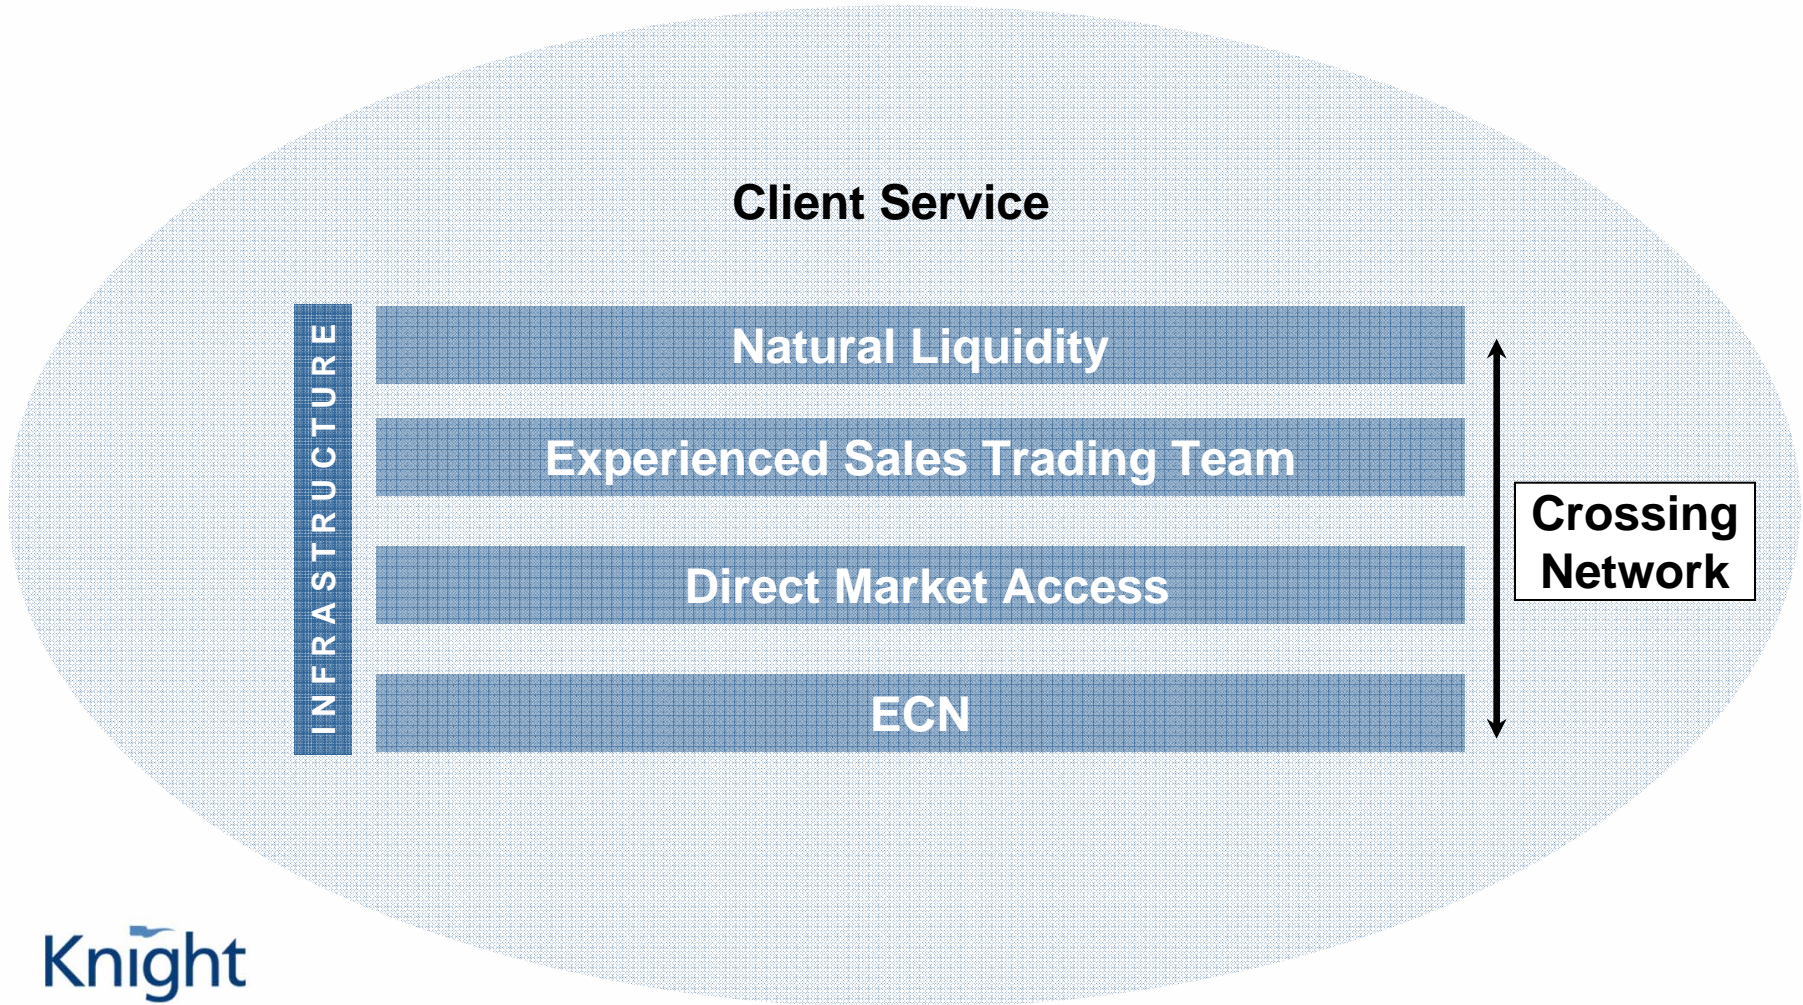 Client Service
INFRASTRUCTURE
Natural Liquidity
Experienced Sales Trading Team
Direct Market Access
ECN
Crossing
Network
Knight